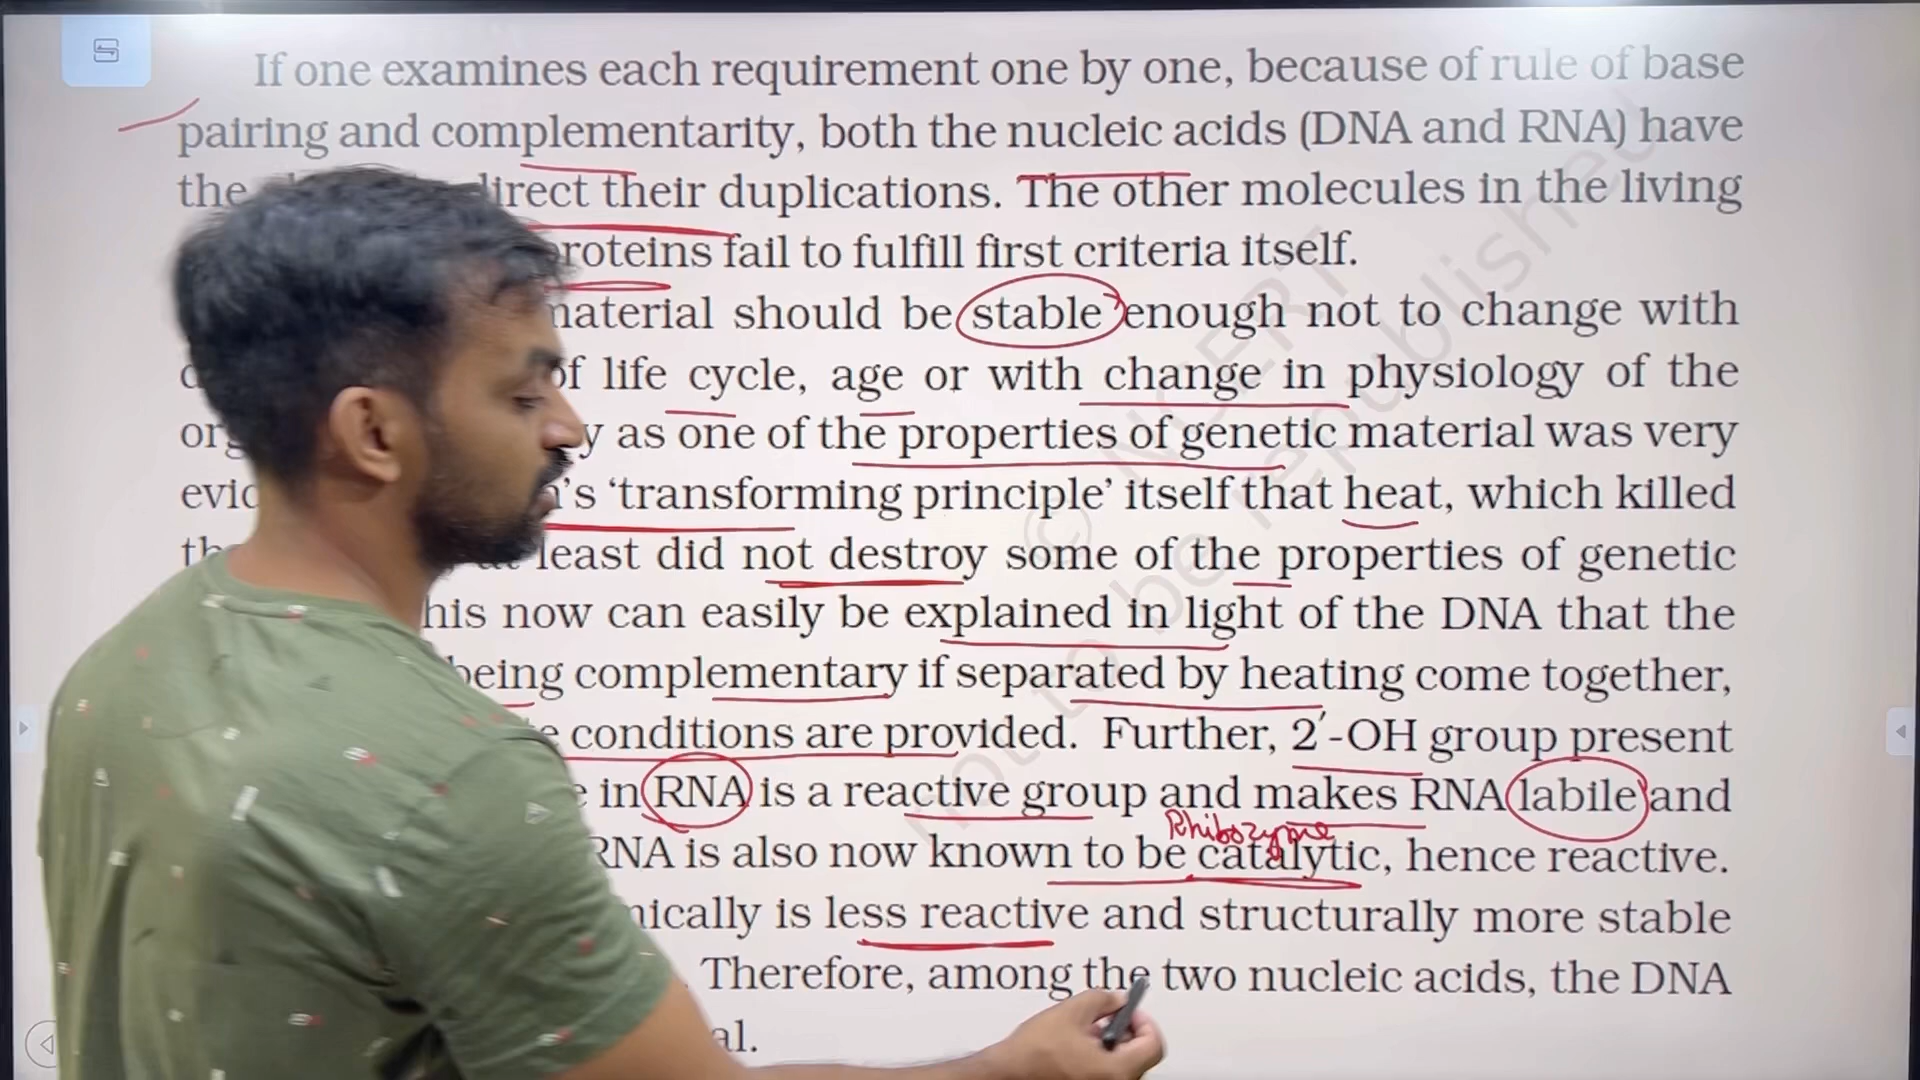 If one examines each requirement one by one, because of rule of base
pairing and complementarity, both the nucleic acids (DNA and RNA) have
the direct their duplications. The other molecules in the living
proteins fail to fulfill first criteria itself.
material should be stable enough not to change with
of life cycle, age or with change in physiology of the
as one of the properties of genetic material was very
's 'transforming principle' itself that heat, which killed
least did not destroy some of the properties of genetic
his now can easily be explained in light of the DNA that the
being complementary if separated by heating come together,
conditions are provided. Further, 2′-OH group present
in RNA is a reactive group and makes RNA labile and
Rhibozyme
RNA is also now known to be catalytic, hence reactive.
less reactive and structurally more stable
Therefore, among the two nucleic acids, the DNA
© NCERT
not to be republished